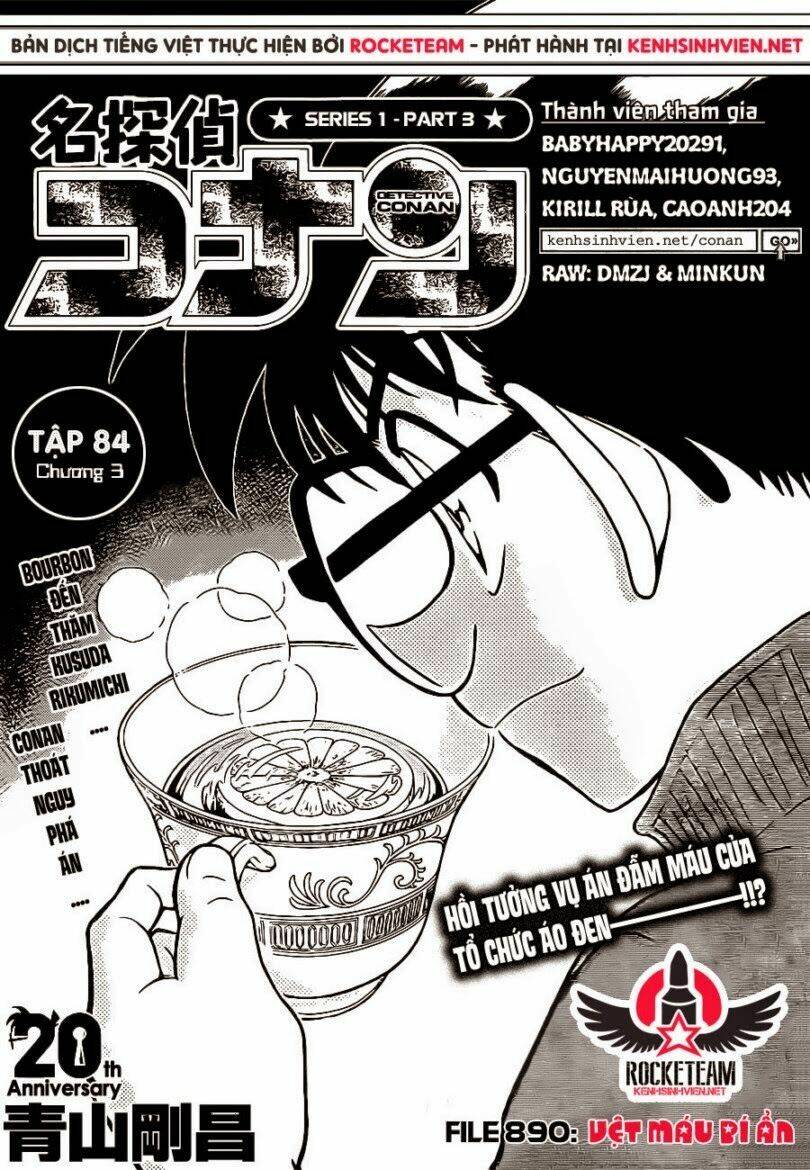 BẢN DỊCH TIẾNG VIỆT THỰC HIỆN BỞI ROCKETEAM - PHÁT HÀNH TẠI KENHSINHVIEN.NET
名探偵
コナン
★ SERIES 1 - PART 3 ★
DETECTIVE
CONAN
Thành viên tham gia
BABYHAPPY20291,
NGUYENMAIHUONG93,
KIRILL RÙA, CAOANH204
kenhsinhvien.net/conan GO»
RAW: DMZJ & MINKUN
TẬP 84
Chương 3
BOURBON
ĐẾN
THĂM
KUSUDA
RIKUMICHI
....
CONAN
THOÁT
NGUY
PHÁ
ÁN
....
HỒI TƯỞNG VỤ ÁN ĐẪM MÁU CỦA
TỔ CHỨC ÁO ĐEN————!!?
ROCKETEAM
KENHSINHVIEN.NET
20th
Anniversary
青山剛昌
FILE 890: VỆT MÁU BÍ ẨN